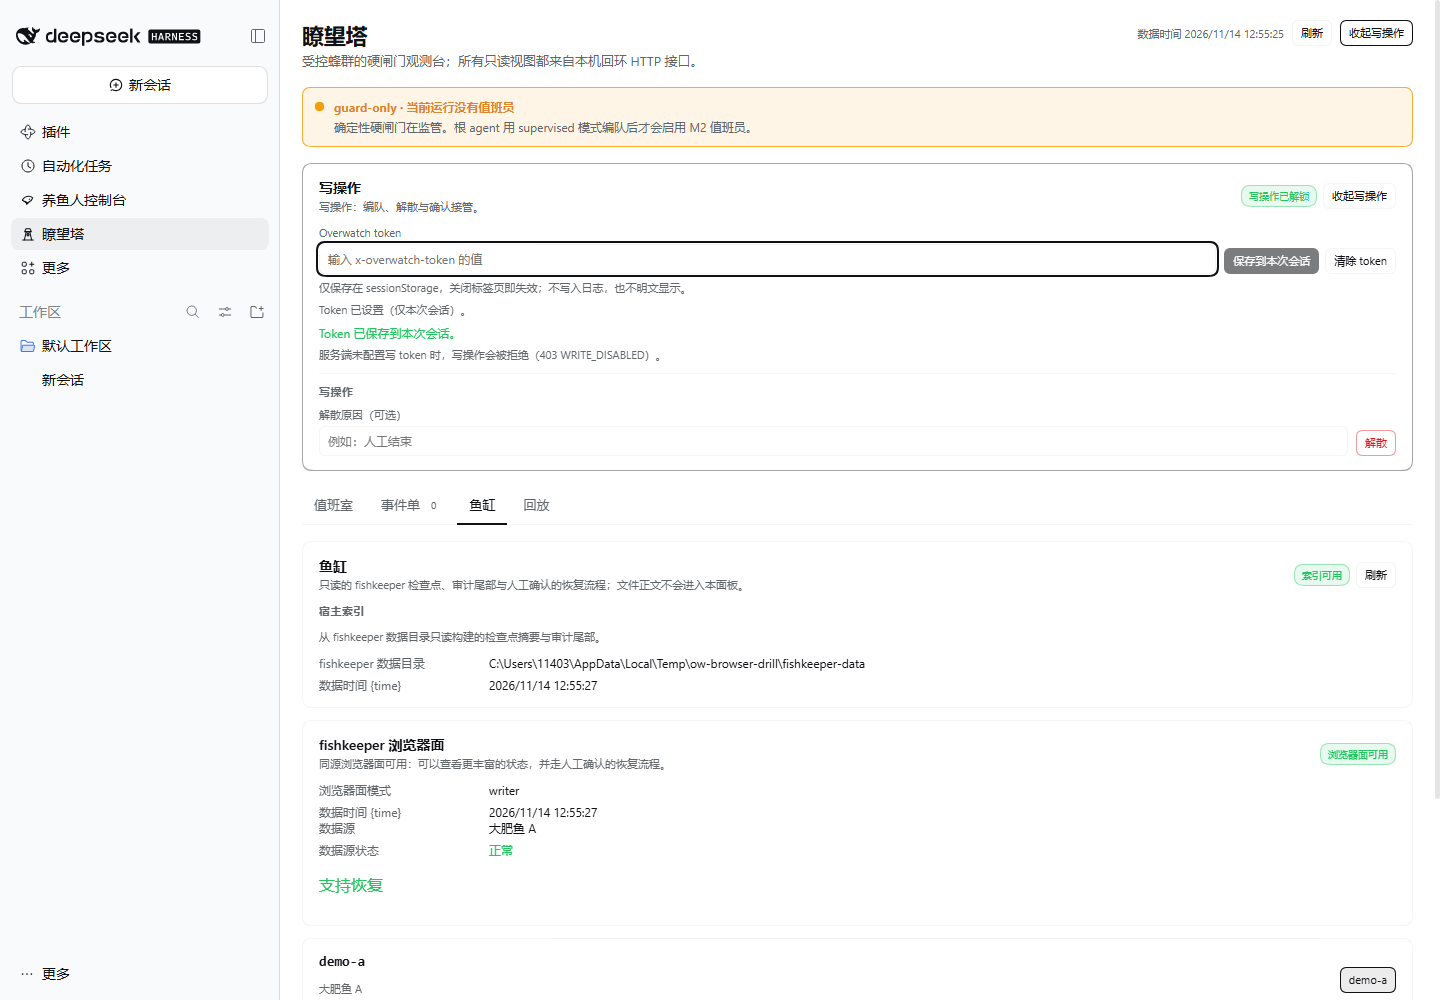 deepseek HARNESS
新会话
插件
自动化任务
养鱼人控制台
瞭望塔
更多
工作区
默认工作区
新会话
更多
瞭望塔
受控蜂群的硬闸门观测台；所有只读视图都来自本机回环 HTTP 接口。
数据时间 2026/11/14 12:55:25
刷新
收起写操作
guard-only · 当前运行没有值班员
确定性硬闸门在监管。根 agent 用 supervised 模式编队后才会启用 M2 值班员。
写操作
写操作：编队、解散与确认接管。
写操作已解锁
收起写操作
Overwatch token
输入 x-overwatch-token 的值
保存到本次会话
清除 token
仅保存在 sessionStorage，关闭标签页即失效；不写入日志，也不明文显示。
Token 已设置（仅本次会话）。
Token 已保存到本次会话。
服务端未配置写 token 时，写操作会被拒绝（403 WRITE_DISABLED）。
写操作
解散原因（可选）
例如：人工结束
解散
值班室
事件单 0
鱼缸
回放
鱼缸
只读的 fishkeeper 检查点、审计尾部与人工确认的恢复流程；文件正文不会进入本面板。
索引可用
刷新
宿主索引
从 fishkeeper 数据目录只读构建的检查点摘要与审计尾部。
fishkeeper 数据目录 C:\Users\11403\AppData\Local\Temp\ow-browser-drill\fishkeeper-data
数据时间 {time} 2026/11/14 12:55:27
fishkeeper 浏览器面
同源浏览器面可用：可以查看更丰富的状态，并走人工确认的恢复流程。
浏览器面可用
浏览器面模式 writer
数据时间 {time} 2026/11/14 12:55:27
数据源 大肥鱼 A
数据源状态 正常
支持恢复
demo-a
大肥鱼 A
demo-a